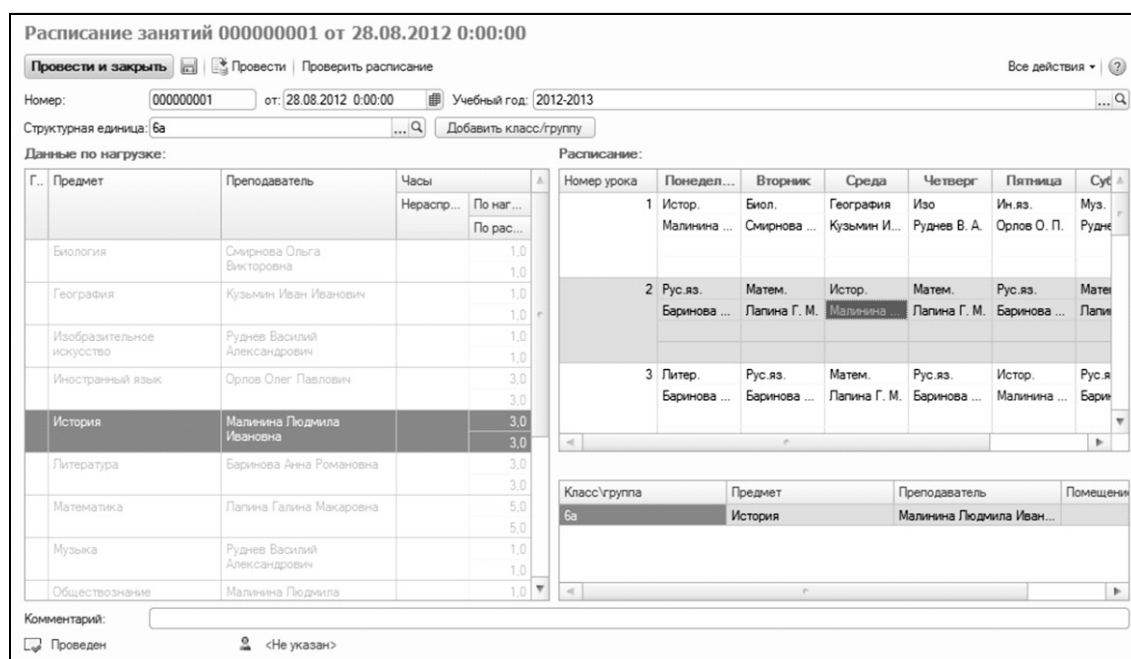 Расписание занятий 000000001 от 28.08.2012 0:00:00
Провести и закрыть Провести Проверить расписание Все действия
Номер: 000000001 от: 28.08.2012 0:00:00 Учебный год: 2012-2013 ...
Структурная единица: 6а ... Добавить класс/группу
Данные по нагрузке: Расписание:
Г.. Предмет Преподаватель Часы
Нераспр... По наг...
По рас...
Биология Смирнова Ольга Викторовна 1,0
1,0
География Кузьмин Иван Иванович 1,0
1,0
Изобразительное искусство Руднев Василий Александрович 1,0
1,0
Иностранный язык Орлов Олег Павлович 3,0
3,0
История Малинина Людмила Ивановна 3,0
3,0
Литература Баринова Анна Романовна 3,0
3,0
Математика Лапина Галина Макаровна 5,0
5,0
Музыка Руднев Василий Александрович 1,0
1,0
Обществознание Малинина Людмила 1,0
Номер урока Понедел... Вторник Среда Четверг Пятница Суб
1 Истор. Биол. География Изо Ин.яз. Муз.
Малинина ... Смирнова ... Кузьмин И... Руднев В. А. Орлов О. П. Рудне
2 Рус.яз. Матем. Истор. Матем. Рус.яз. Матем
Баринова ... Лапина Г. М. Малинина ... Лапина Г. М. Баринова ... Лапин
3 Литер. Рус.яз. Матем. Рус.яз. Истор. Рус.я
Баринова ... Баринова ... Лапина Г. М. Баринова ... Малинина ... Барин
Класс\группа Предмет Преподаватель Помещени
6а История Малинина Людмила Иван...
Комментарий:
Проведен <Не указан>